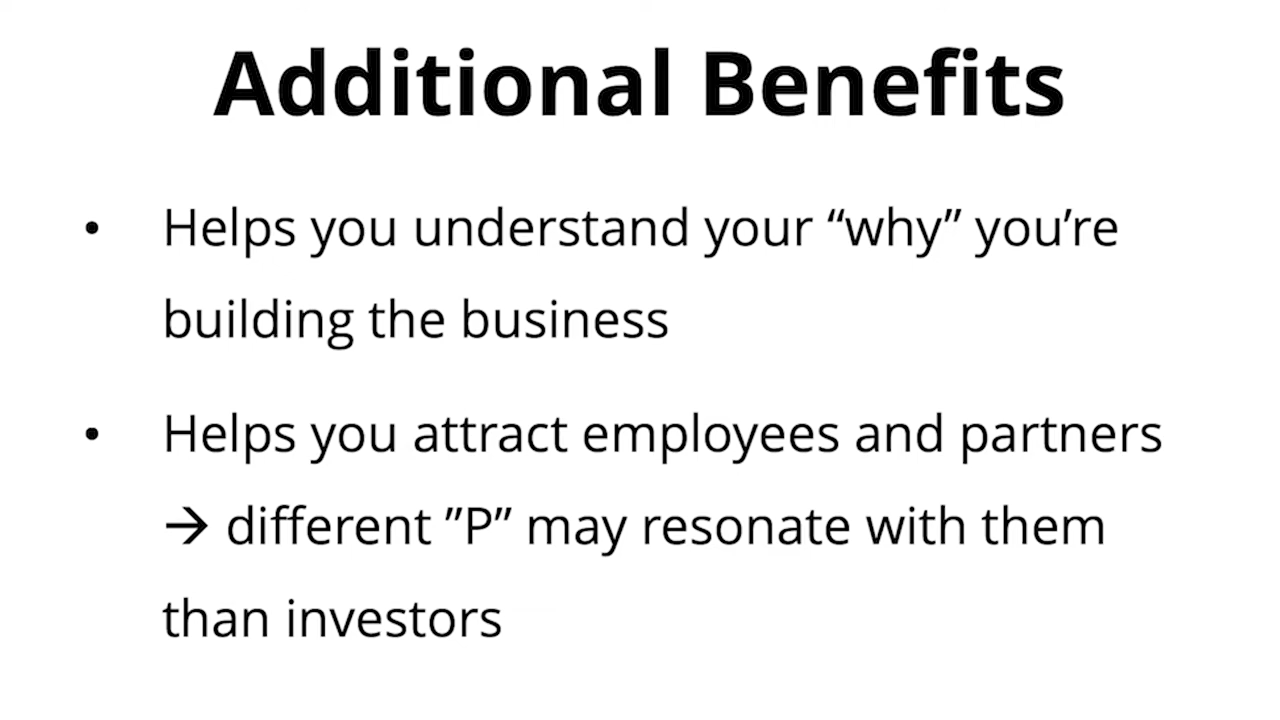 Additional Benefits
• Helps you understand your “why” you’re
building the business
• Helps you attract employees and partners
→ different ”P” may resonate with them
than investors